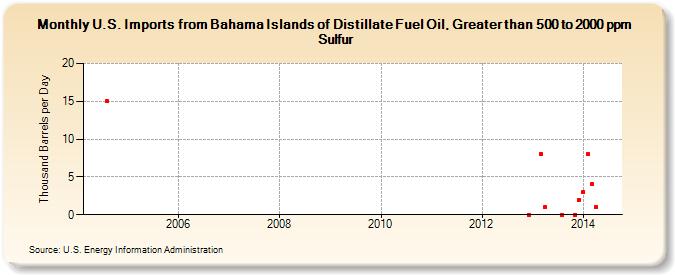 Monthly U.S. Imports from Bahama Islands of Distillate Fuel Oil, Greater than 500 to 2000 ppm
Sulfur
Thousand Barrels per Day
20
15
10
5
0
2006 2008 2010 2012 2014
Source: U.S. Energy Information Administration